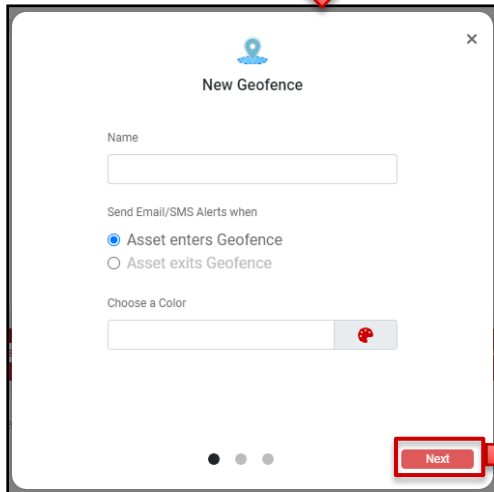 New Geofence
Name
Send Email/SMS Alerts when
Asset enters Geofence
Asset exits Geofence
Choose a Color
Next